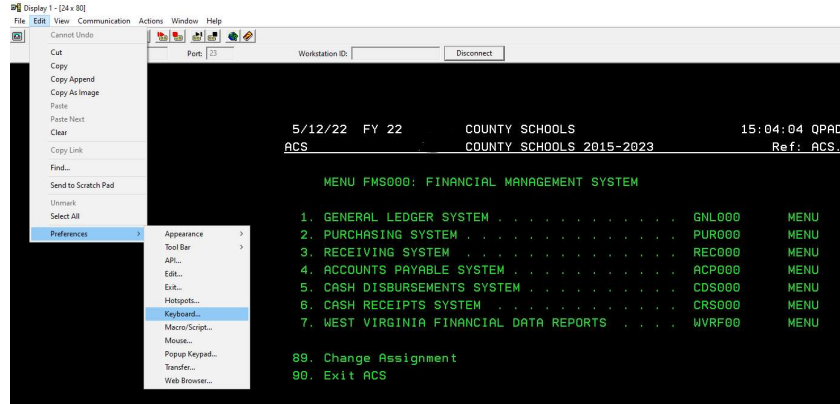 Display 1 - [24 x 80]
File Edit View Communication Actions Window Help
Port: 23 Workstation ID: Disconnect
Cannot Undo
Cut
Copy
Copy Append
Copy As Image
Paste
Paste Next
Clear
Copy Link
Find...
Send to Scratch Pad
Unmark
Select All
Preferences >
Appearance >
Tool Bar >
API...
Edit...
Exit...
Hotspots...
Keyboard...
Macro/Script...
Mouse...
Popup Keypad...
Transfer...
Web Browser...
5/12/22 FY 22 COUNTY SCHOOLS 15:04:04 QPAD
ACS COUNTY SCHOOLS 2015-2023 Ref: ACS.
MENU FMS000: FINANCIAL MANAGEMENT SYSTEM
1. GENERAL LEDGER SYSTEM . . . . . . . . . . . . GNL000 MENU
2. PURCHASING SYSTEM . . . . . . . . . . . . . . PUR000 MENU
3. RECEIVING SYSTEM . . . . . . . . . . . . . . REC000 MENU
4. ACCOUNTS PAYABLE SYSTEM . . . . . . . . . . . ACP000 MENU
5. CASH DISBURSEMENTS SYSTEM . . . . . . . . . . CDS000 MENU
6. CASH RECEIPTS SYSTEM . . . . . . . . . . . . CRS000 MENU
7. WEST VIRGINIA FINANCIAL DATA REPORTS . . . . WVRF00 MENU
89. Change Assignment
90. Exit ACS